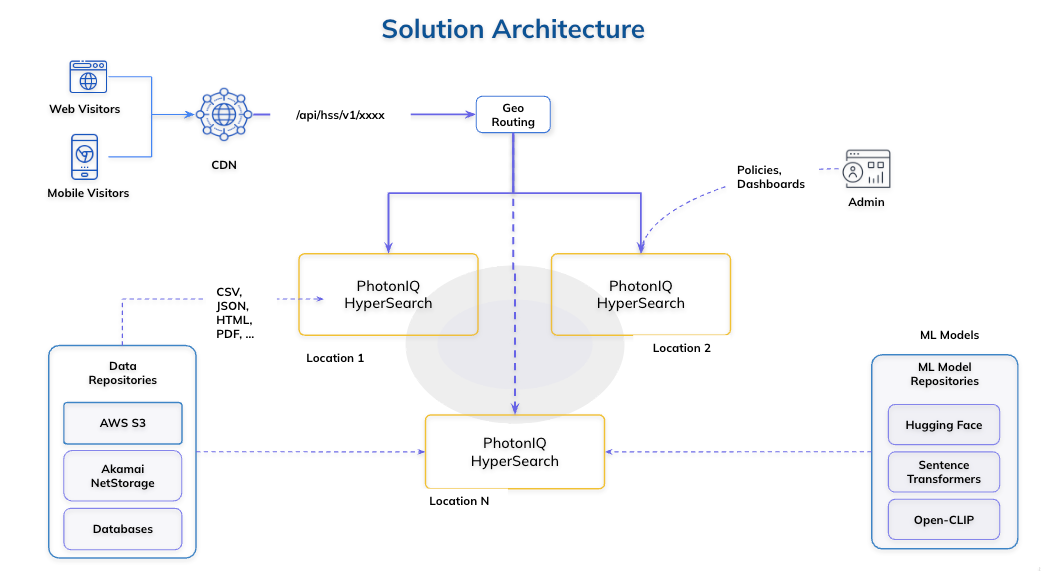 Solution Architecture
Web Visitors
Mobile Visitors
CDN
/api/hss/v1/xxxx
Geo
Routing
Policies,
Dashboards
Admin
PhotonIQ
HyperSearch
Location 1
PhotonIQ
HyperSearch
Location 2
CSV,
JSON,
HTML,
PDF, ...
Data
Repositories
AWS S3
Akamai
NetStorage
Databases
PhotonIQ
HyperSearch
Location N
ML Models
ML Model
Repositories
Hugging Face
Sentence
Transformers
Open-CLIP